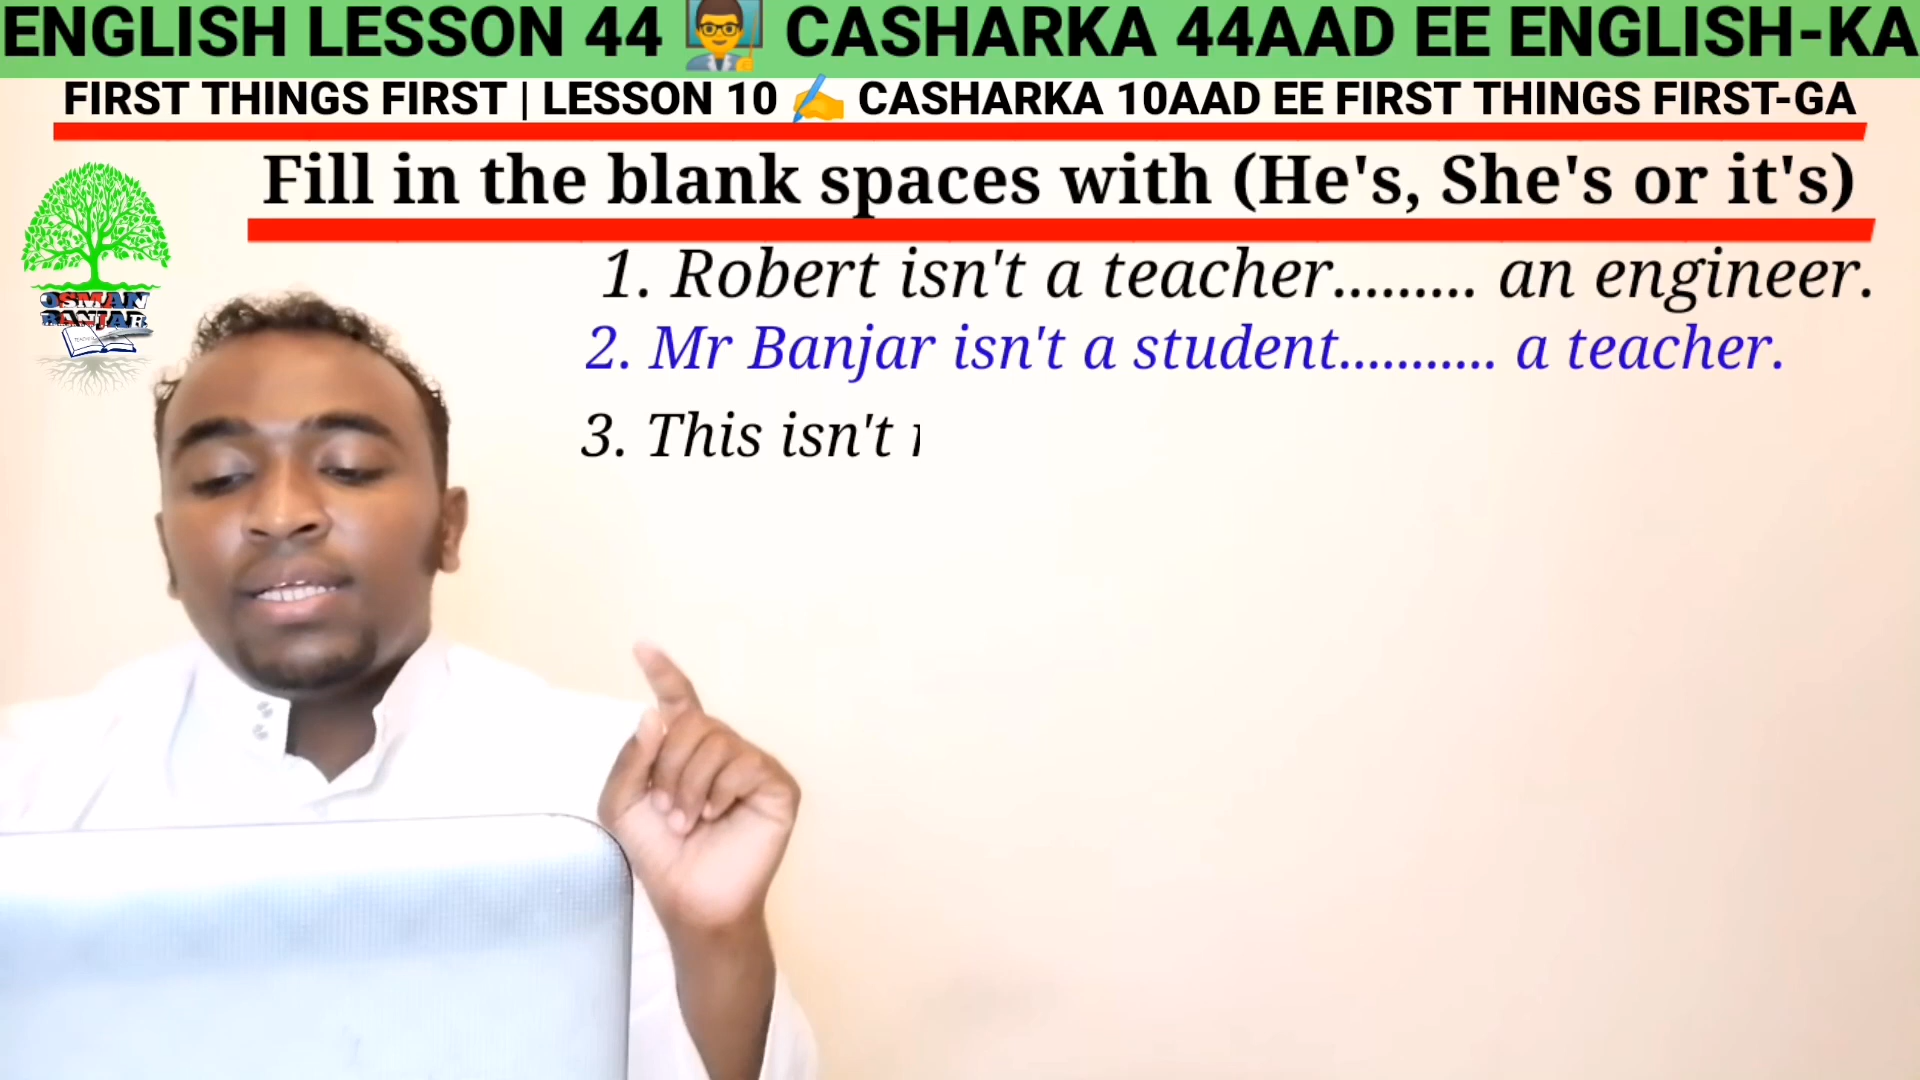 ENGLISH LESSON 44 👨‍🏫 CASHARKA 44AAD EE ENGLISH-KA
FIRST THINGS FIRST | LESSON 10 ✍️ CASHARKA 10AAD EE FIRST THINGS FIRST-GA
Fill in the blank spaces with (He's, She's or it's)
1. Robert isn't a teacher......... an engineer.
2. Mr Banjar isn't a student........... a teacher.
3. This isn't
OSMAN
BANJAR